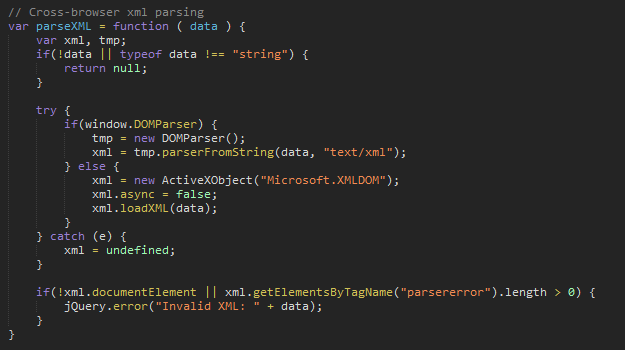 // Cross-browser xml parsing
var parseXML = function ( data ) {
    var xml, tmp;
    if(!data || typeof data !== "string") {
        return null;
    }

    try {
        if(window.DOMParser) {
            tmp = new DOMParser();
            xml = tmp.parserFromString(data, "text/xml");
        } else {
            xml = new ActiveXObject("Microsoft.XMLDOM");
            xml.async = false;
            xml.loadXML(data);
        }
    } catch (e) {
        xml = undefined;
    }

    if(!xml.documentElement || xml.getElementsByTagName("parsererror").length > 0) {
        jQuery.error("Invalid XML: " + data);
    }
}